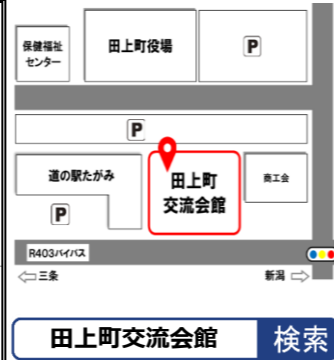 保健福祉
センター
田上町役場
P
P
道の駅たがみ
P
田上町
交流会館
商工会
R403バイパス
⇦三条
新潟⇨
田上町交流会館
検索